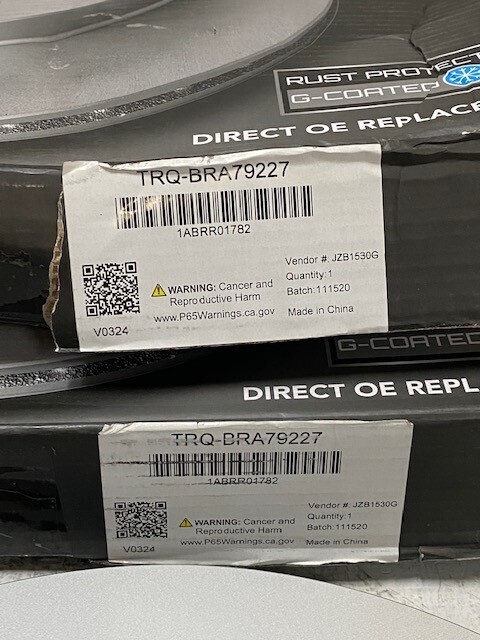 RUST PROTECT
G-COATED
DIRECT OE REPLACE
TRQ-BRA79227
1ABRR01782
Vendor #: JZB1530G
Quantity: 1
Batch: 111520
WARNING: Cancer and
Reproductive Harm
www.P65Warnings.ca.gov
Made in China
V0324
G-COATED
DIRECT OE REPL
TRQ-BRA79227
1ABRR01782
Vendor #: JZB1530G
Quantity: 1
Batch: 111520
WARNING: Cancer and
Reproductive Harm
www.P65Warnings.ca.gov
Made in China
V0324